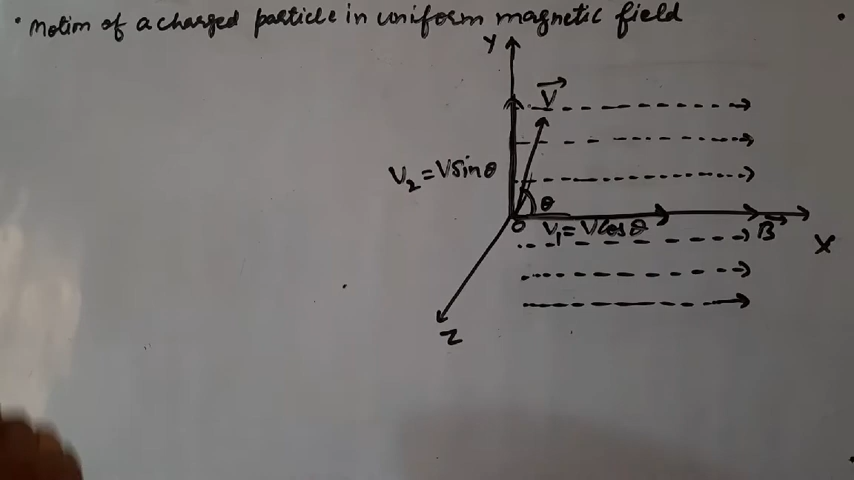 • Motion of a charged particle in uniform magnetic field
Y
V
V₂ = Vsinθ
θ
O
V₁ = Vcosθ
B
X
Z